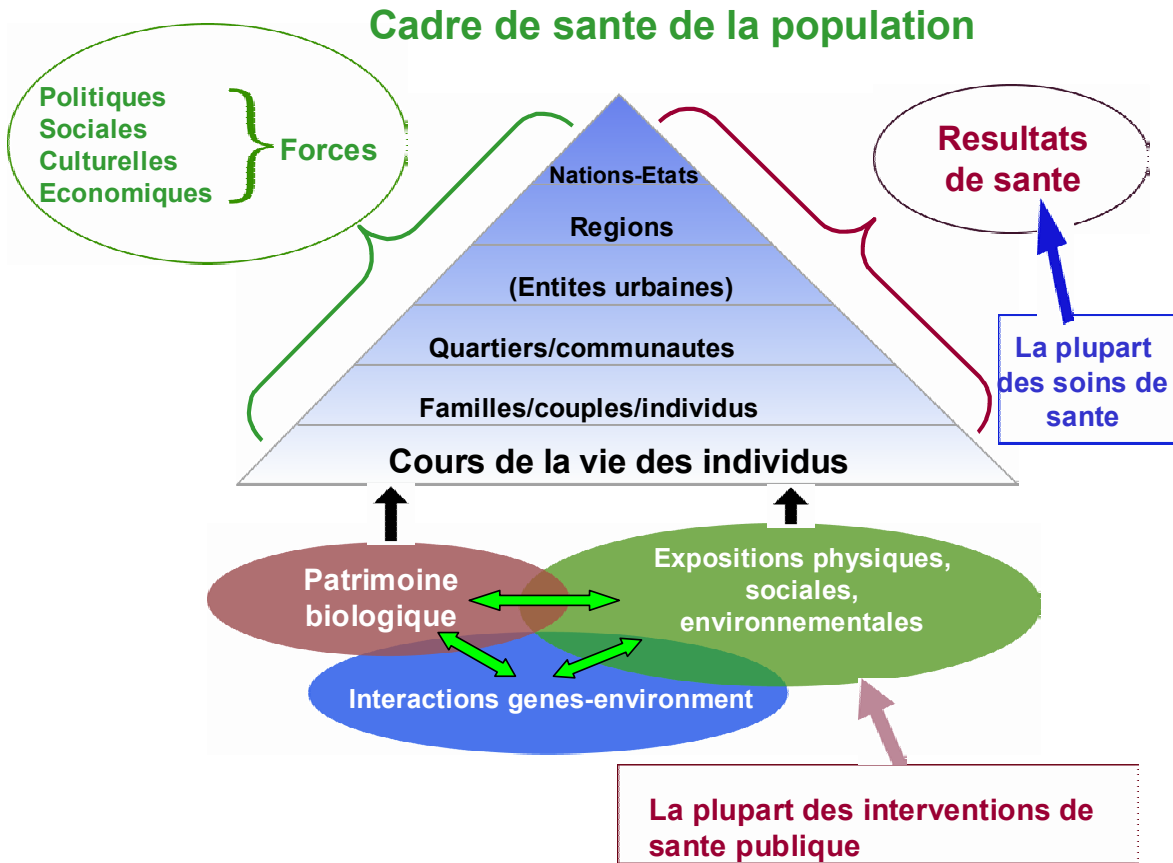 Cadre de sante de la population
Politiques
Sociales
Culturelles
Economiques
Forces
Nations-Etats
Regions
(Entites urbaines)
Quartiers/communautes
Familles/couples/individus
Cours de la vie des individus
Resultats
de sante
La plupart
des soins de
sante
Patrimoine
biologique
Expositions physiques,
sociales,
environnementales
Interactions genes-environment
La plupart des interventions de
sante publique